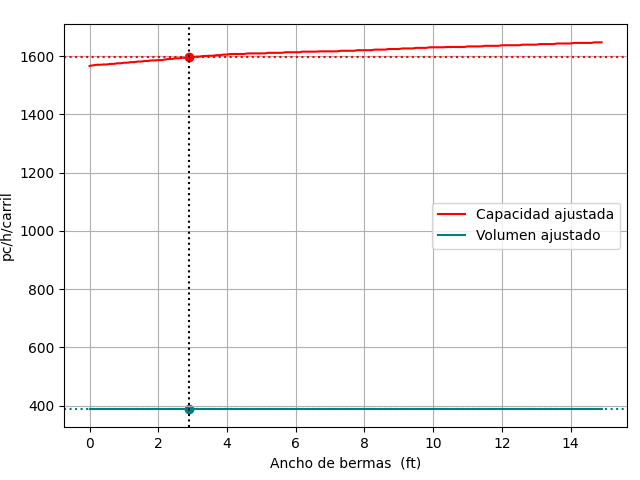 1600
1400
1200
1000
800
600
400
pc/h/carril
Capacidad ajustada
Volumen ajustado
0 2 4 6 8 10 12 14
Ancho de bermas (ft)